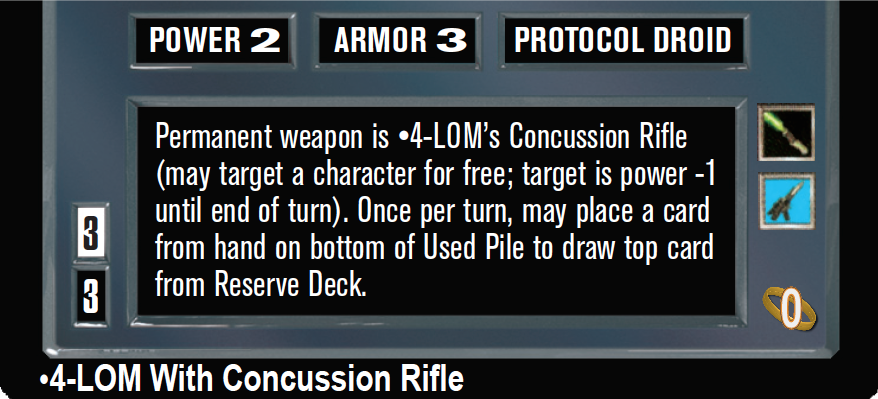 POWER 2 ARMOR 3 PROTOCOL DROID
Permanent weapon is •4-LOM’s Concussion Rifle
(may target a character for free; target is power -1
until end of turn). Once per turn, may place a card
from hand on bottom of Used Pile to draw top card
from Reserve Deck.
3
3
0
•4-LOM With Concussion Rifle